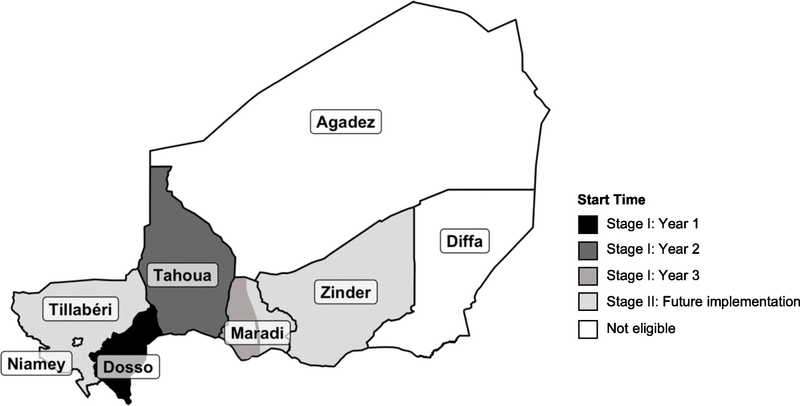 Agadez
Diffa
Tahoua
Zinder
Tillabéri
Maradi
Niamey
Dosso
Start Time
Stage I: Year 1
Stage I: Year 2
Stage I: Year 3
Stage II: Future implementation
Not eligible